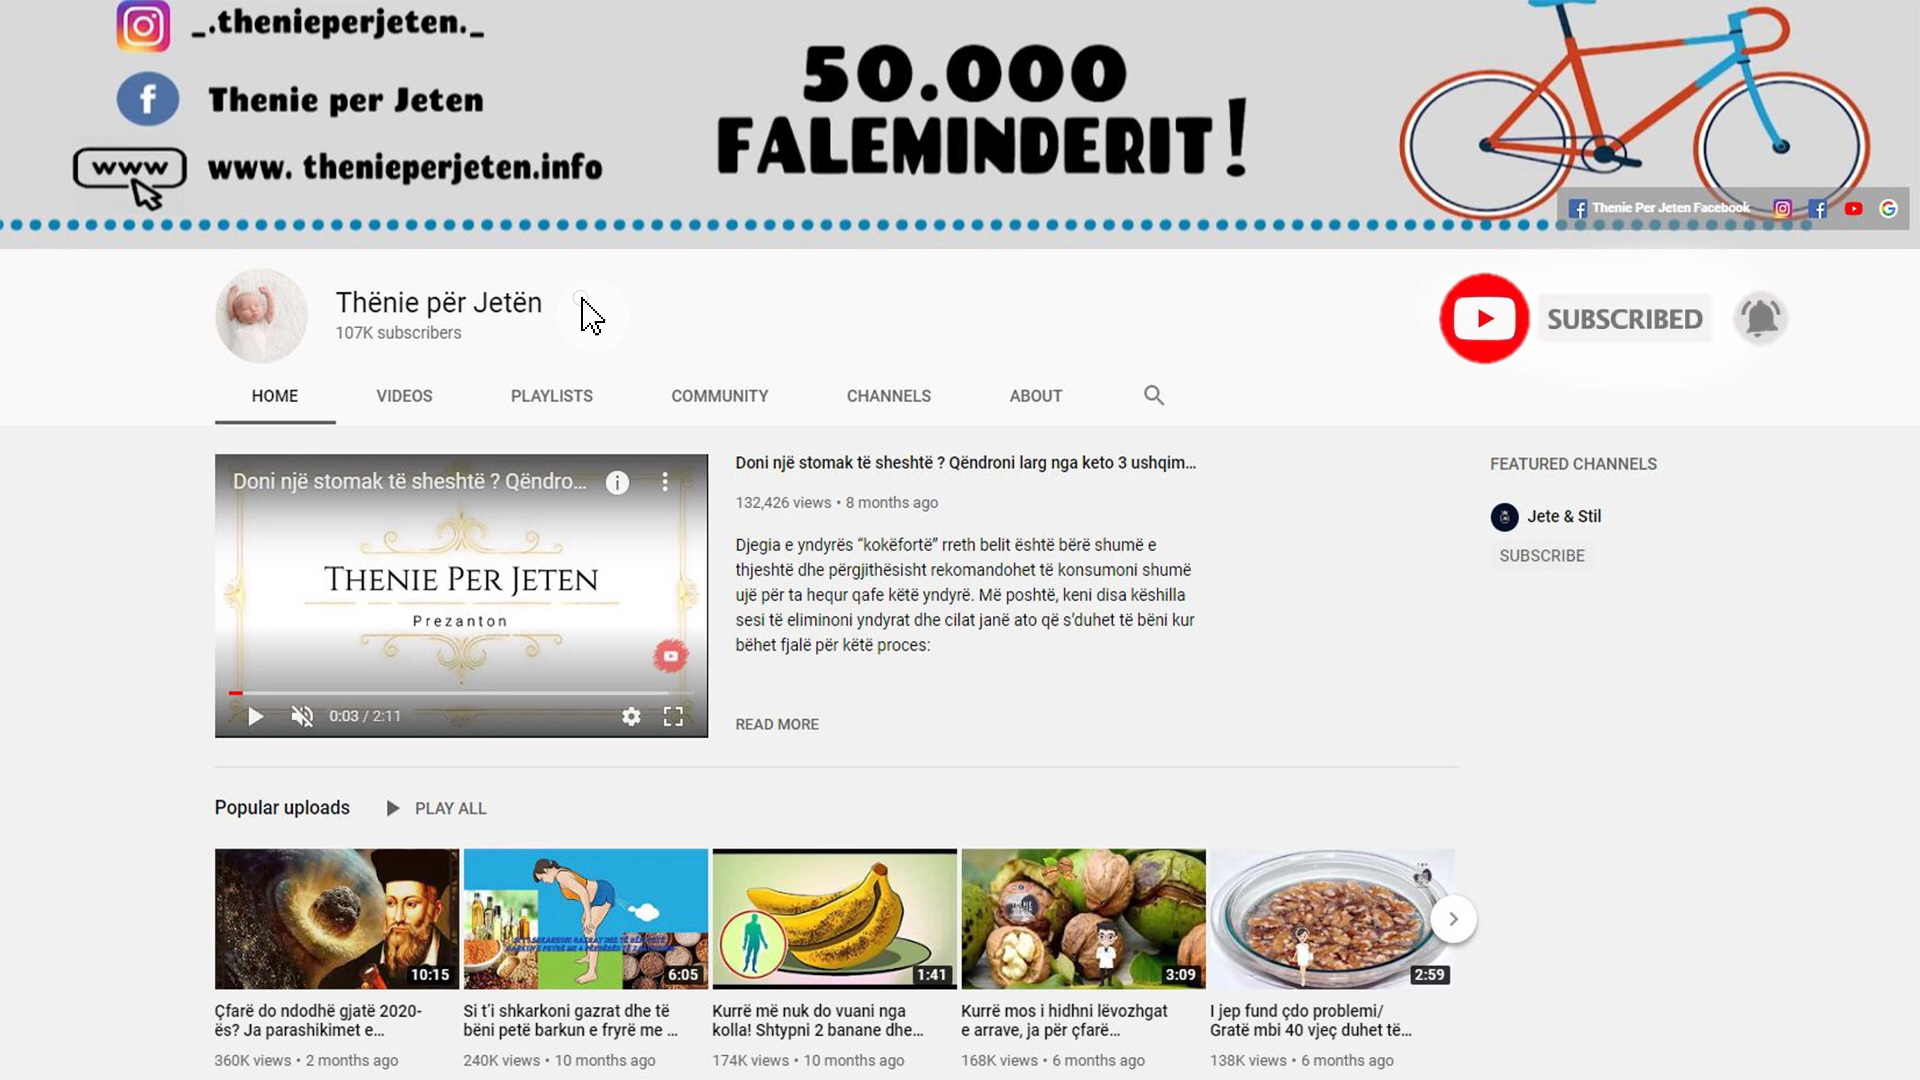 _.thenieperjeten._
Thenie per Jeten
www
www. thenieperjeten.info
50.000
FALEMINDERIT!
Thenie Per Jeten Facebook
Thënie për Jetën
107K subscribers
SUBSCRIBED
HOME
VIDEOS
PLAYLISTS
COMMUNITY
CHANNELS
ABOUT
Doni një stomak të sheshtë ? Qëndro...
THENIE PER JETEN
Prezanton
0:03 / 2:11
Doni një stomak të sheshtë ? Qëndroni larg nga keto 3 ushqim...
132,426 views • 8 months ago
Djegia e yndyrës “kokëfortë” rreth belit është bërë shumë e
thjeshtë dhe përgjithësisht rekomandohet të konsumoni shumë
ujë për ta hequr qafe këtë yndyrë. Më poshtë, keni disa këshilla
sesi të eliminoni yndyrat dhe cilat janë ato që s’duhet të bëni kur
bëhet fjalë për këtë proces:
READ MORE
FEATURED CHANNELS
Jete & Stil
SUBSCRIBE
Popular uploads
PLAY ALL
10:15
6:05
1:41
3:09
2:59
Çfarë do ndodhë gjatë 2020-
ës? Ja parashikimet e...
360K views • 2 months ago
Si t’i shkarkoni gazrat dhe të
bëni petë barkun e fryrë me ...
240K views • 10 months ago
Kurrë më nuk do vuani nga
kolla! Shtypni 2 banane dhe...
174K views • 10 months ago
Kurrë mos i hidhni lëvozhgat
e arrave, ja për çfarë...
168K views • 6 months ago
I jep fund çdo problemi/
Gratë mbi 40 vjeç duhet të...
138K views • 6 months ago